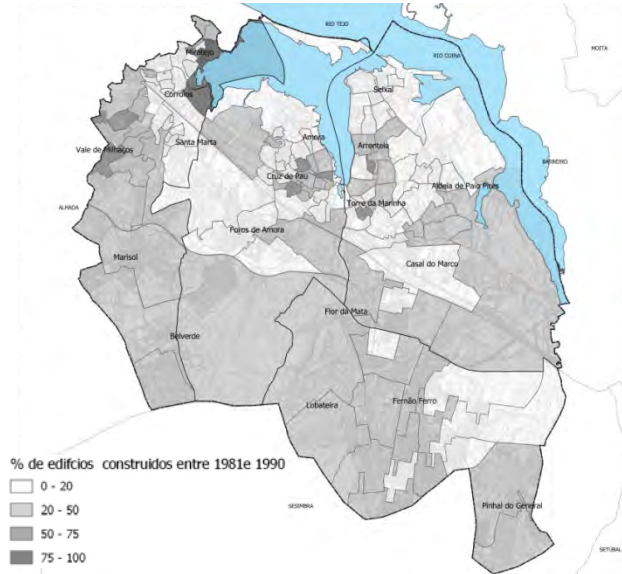 RIO TEJO
RIO COINA
MOITA
Miratejo
Corroios
Seixal
Amora
Santa Marta
Vale de Milhaços
Arrentela
Cruz de Pau
BARREIRO
Aldeia de Paio Pires
Torre da Marinha
ALMADA
Foros de Amora
Marisol
Casal do Marco
Flor da Mata
Belverde
Lobateira
Fernão Ferro
% de edifcios construidos entre 1981e 1990
0 - 20
20 - 50
50 - 75
75 - 100
SESIMBRA
Pinhal do General
SETÚBAL